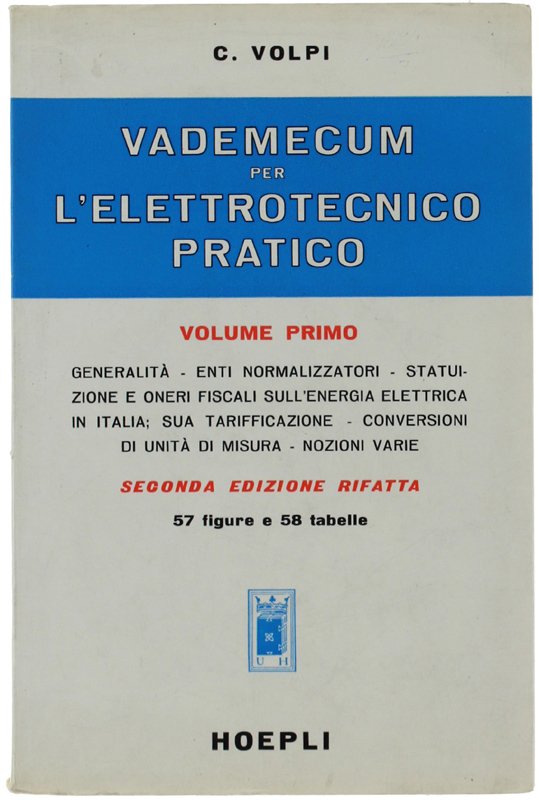 C. VOLPI
VADEMECUM
PER
L'ELETTROTECNICO
PRATICO
VOLUME PRIMO
GENERALITÀ - ENTI NORMALIZZATORI - STATUI-
ZIONE E ONERI FISCALI SULL'ENERGIA ELETTRICA
IN ITALIA; SUA TARIFFICAZIONE - CONVERSIONI
DI UNITÀ DI MISURA - NOZIONI VARIE
SECONDA EDIZIONE RIFATTA
57 figure e 58 tabelle
U H
HOEPLI